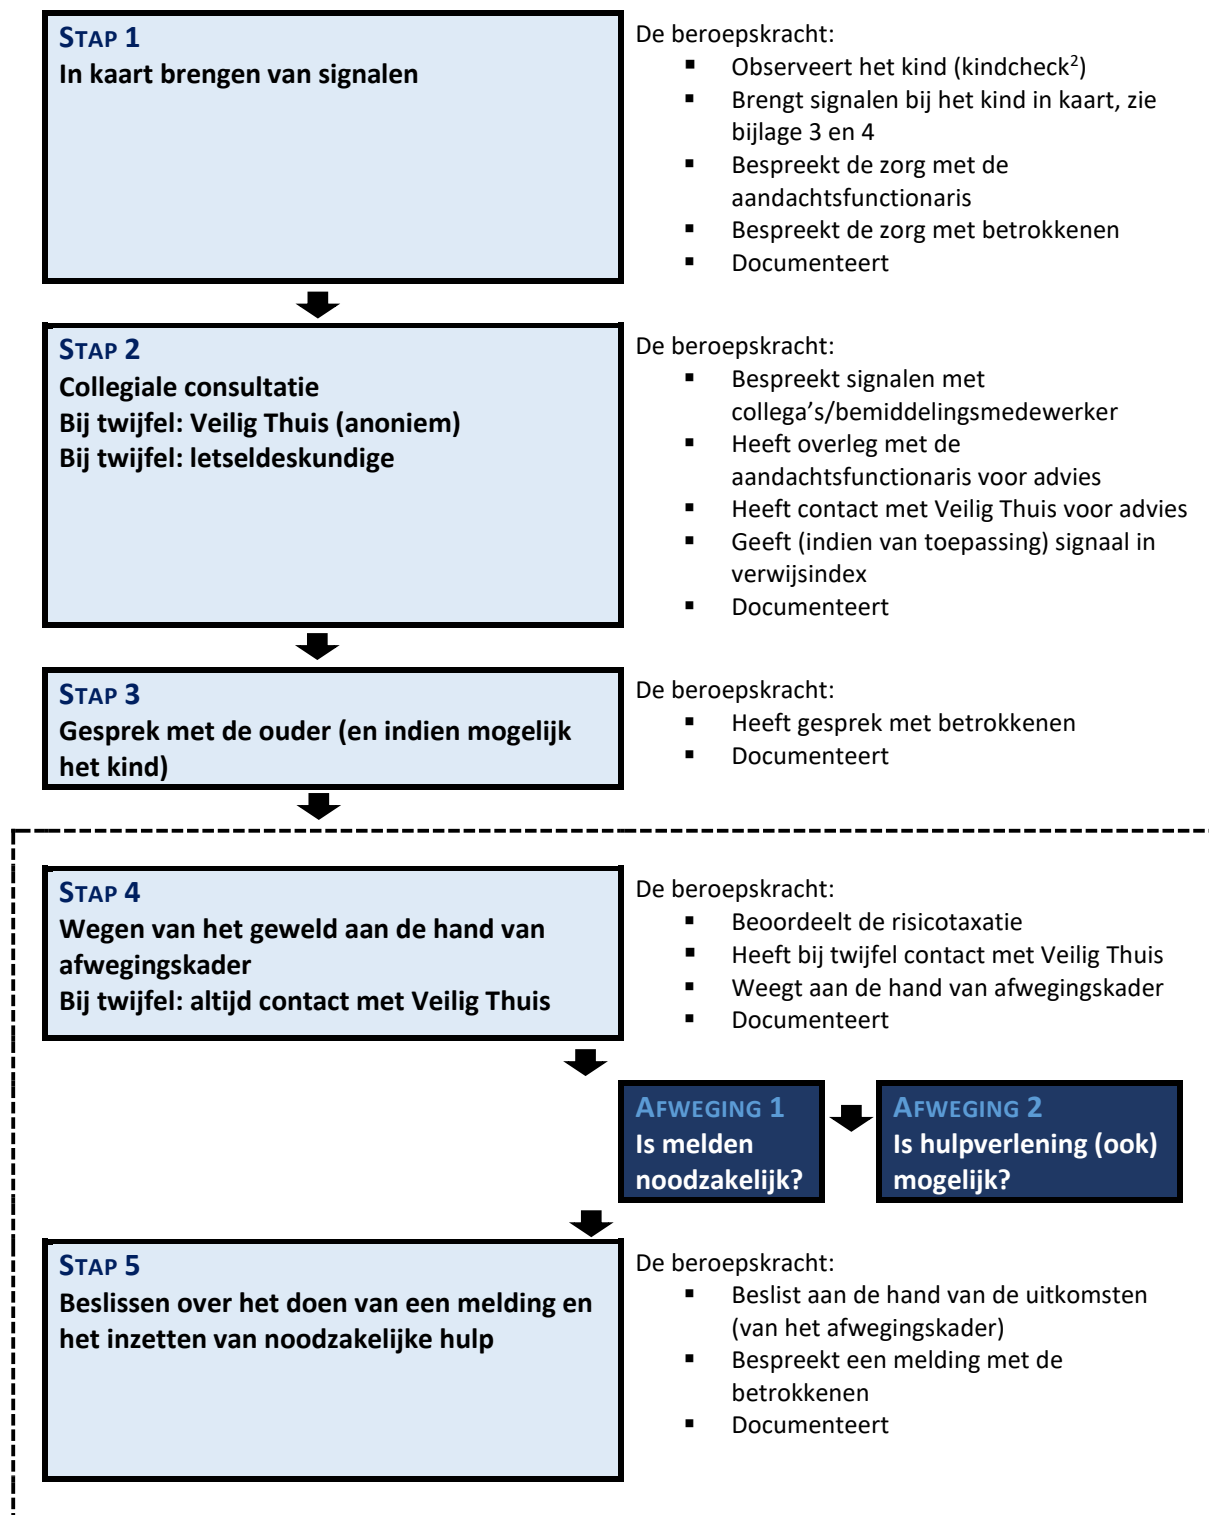 STAP 1
In kaart brengen van signalen
De beroepskracht:
▪ Observeert het kind (kindcheck²)
▪ Brengt signalen bij het kind in kaart, zie
bijlage 3 en 4
▪ Bespreekt de zorg met de
aandachtsfunctionaris
▪ Bespreekt de zorg met betrokkenen
▪ Documenteert
STAP 2
Collegiale consultatie
Bij twijfel: Veilig Thuis (anoniem)
Bij twijfel: letseldeskundige
De beroepskracht:
▪ Bespreekt signalen met
collega’s/bemiddelingsmedewerker
▪ Heeft overleg met de
aandachtsfunctionaris voor advies
▪ Heeft contact met Veilig Thuis voor advies
▪ Geeft (indien van toepassing) signaal in
verwijsindex
▪ Documenteert
STAP 3
Gesprek met de ouder (en indien mogelijk
het kind)
De beroepskracht:
▪ Heeft gesprek met betrokkenen
▪ Documenteert
STAP 4
Wegen van het geweld aan de hand van
afwegingskader
Bij twijfel: altijd contact met Veilig Thuis
De beroepskracht:
▪ Beoordeelt de risicotaxatie
▪ Heeft bij twijfel contact met Veilig Thuis
▪ Weegt aan de hand van afwegingskader
▪ Documenteert
AFWEGING 1
Is melden
noodzakelijk?
AFWEGING 2
Is hulpverlening (ook)
mogelijk?
STAP 5
Beslissen over het doen van een melding en
het inzetten van noodzakelijke hulp
De beroepskracht:
▪ Beslist aan de hand van de uitkomsten
(van het afwegingskader)
▪ Bespreekt een melding met de
betrokkenen
▪ Documenteert